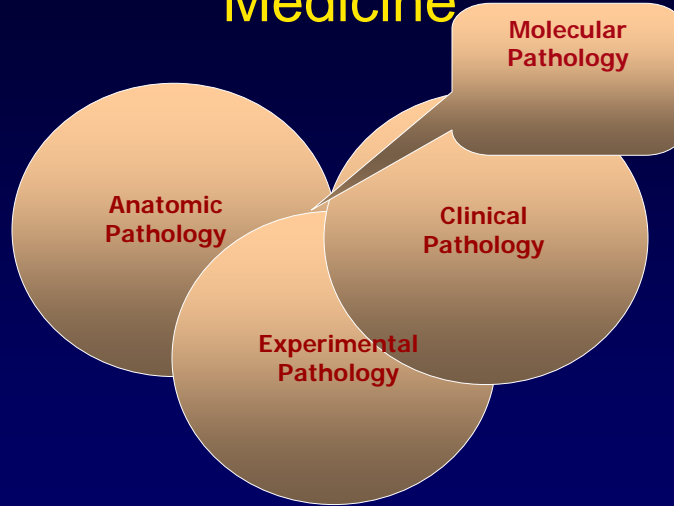 Medicine
Molecular
Pathology
Anatomic
Pathology
Clinical
Pathology
Experimental
Pathology